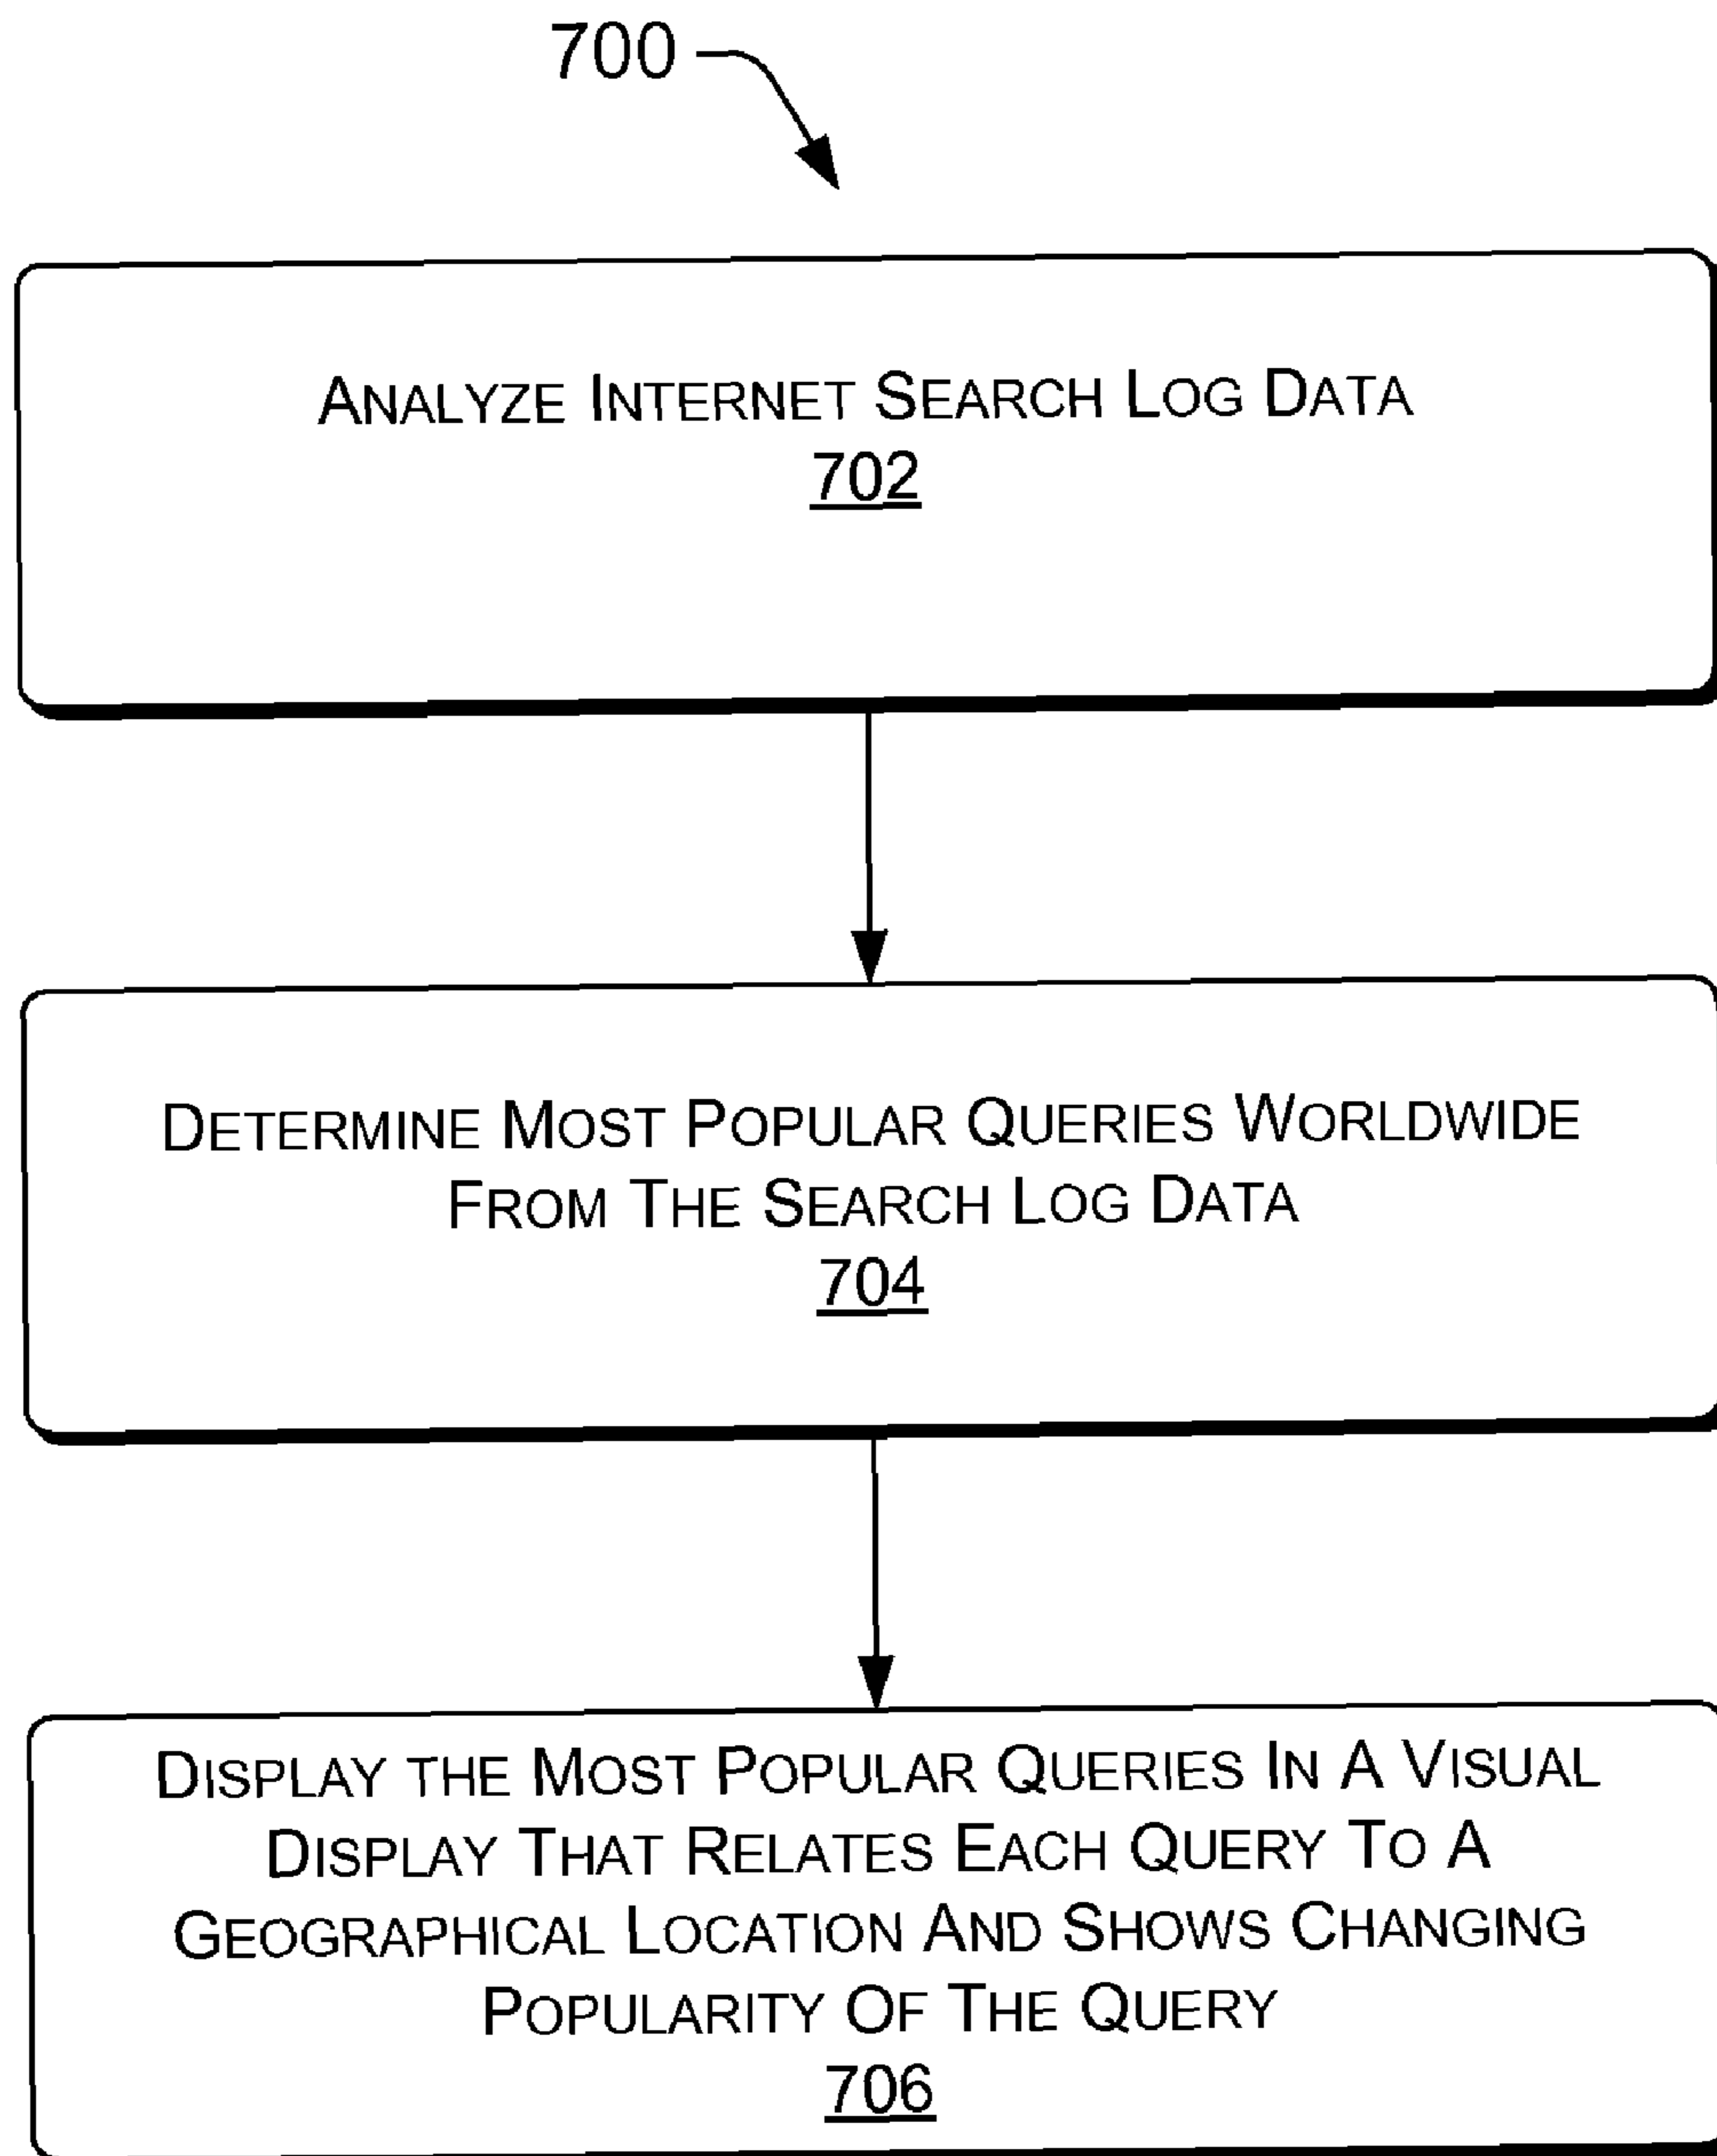 700
ANALYZE INTERNET SEARCH LOG DATA
702
DETERMINE MOST POPULAR QUERIES WORLDWIDE
FROM THE SEARCH LOG DATA
704
DISPLAY THE MOST POPULAR QUERIES IN A VISUAL
DISPLAY THAT RELATES EACH QUERY TO A
GEOGRAPHICAL LOCATION AND SHOWS CHANGING
POPULARITY OF THE QUERY
706